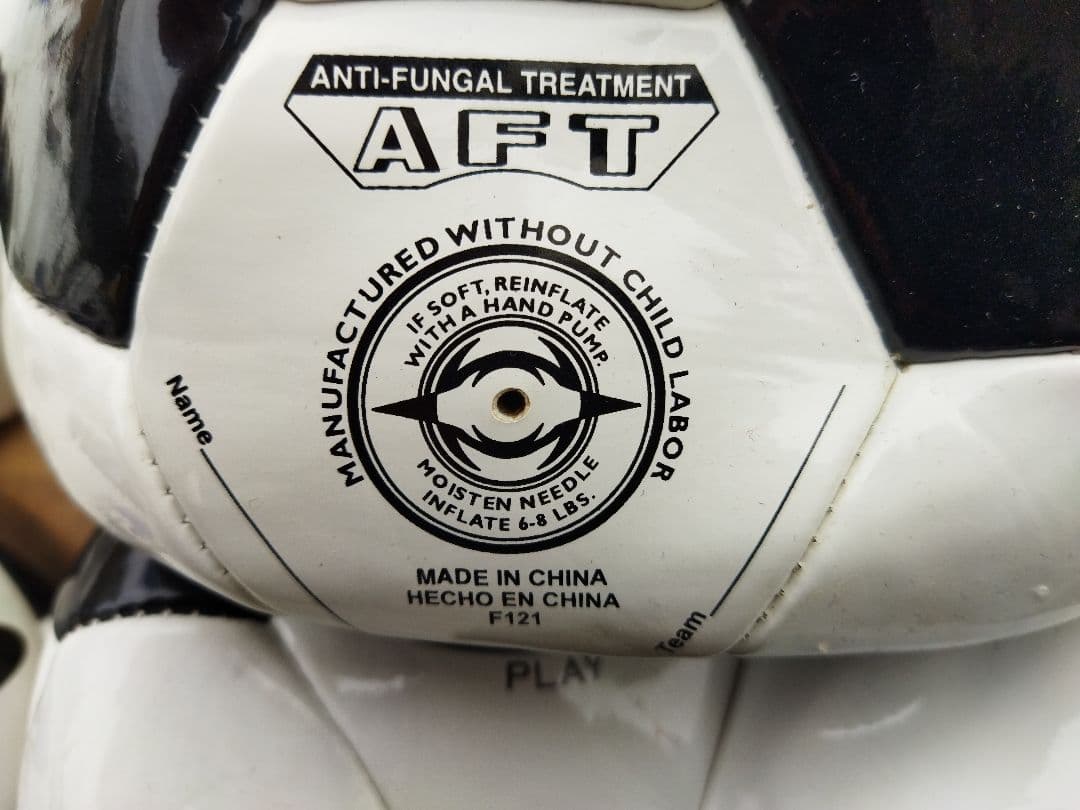 ANTI-FUNGAL TREATMENT
AFT
MANUFACTURED WITHOUT CHILD LABOR
IF SOFT, REINFLATE
WITH A HAND PUMP.
MOISTEN NEEDLE
INFLATE 6-8 LBS.
Name
Team
MADE IN CHINA
HECHO EN CHINA
F121
PLAY